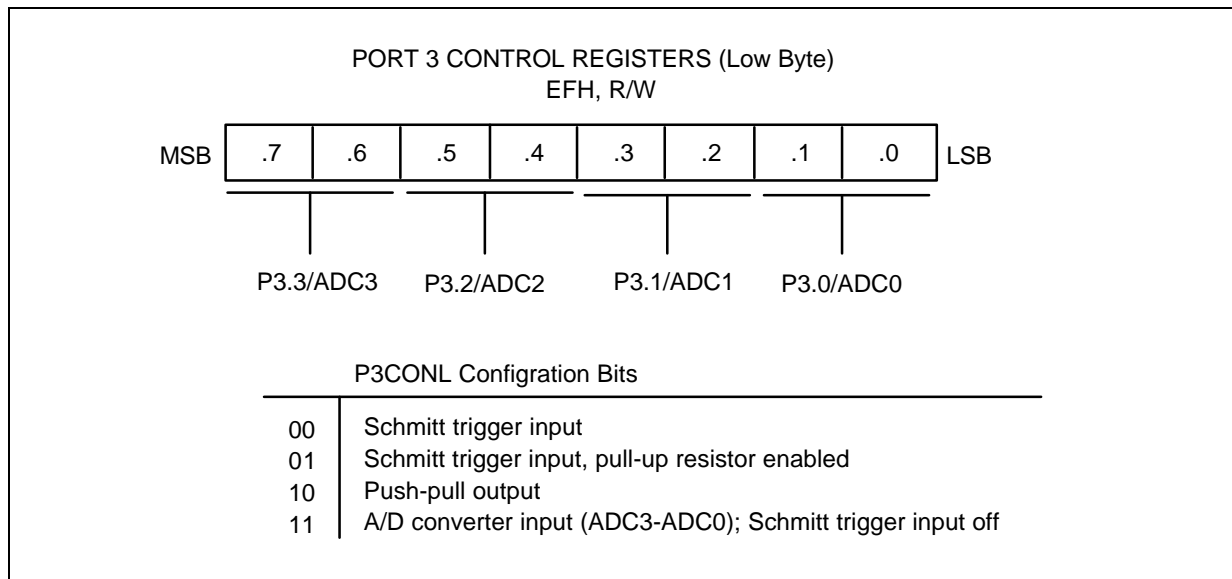 PORT 3 CONTROL REGISTERS (Low Byte)
EFH, R/W
MSB .7 .6 .5 .4 .3 .2 .1 .0 LSB
P3.3/ADC3 P3.2/ADC2 P3.1/ADC1 P3.0/ADC0
P3CONL Configration Bits
00 Schmitt trigger input
01 Schmitt trigger input, pull-up resistor enabled
10 Push-pull output
11 A/D converter input (ADC3-ADC0); Schmitt trigger input off